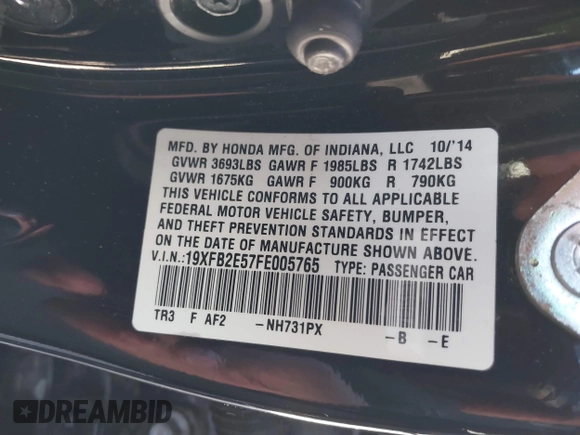 MFD. BY HONDA MFG. OF INDIANA, LLC 10/'14
GVWR 3693LBS GAWR F 1985LBS R 1742LBS
GVWR 1675KG GAWR F 900KG R 790KG
THIS VEHICLE CONFORMS TO ALL APPLICABLE
FEDERAL MOTOR VEHICLE SAFETY, BUMPER,
AND THEFT PREVENTION STANDARDS IN EFFECT
ON THE DATE OF MANUFACTURE SHOWN ABOVE.
V.I.N.:19XFB2E57FE005765 TYPE: PASSENGER CAR
TR3 F AF2 -NH731PX -B -E
DREAMBID